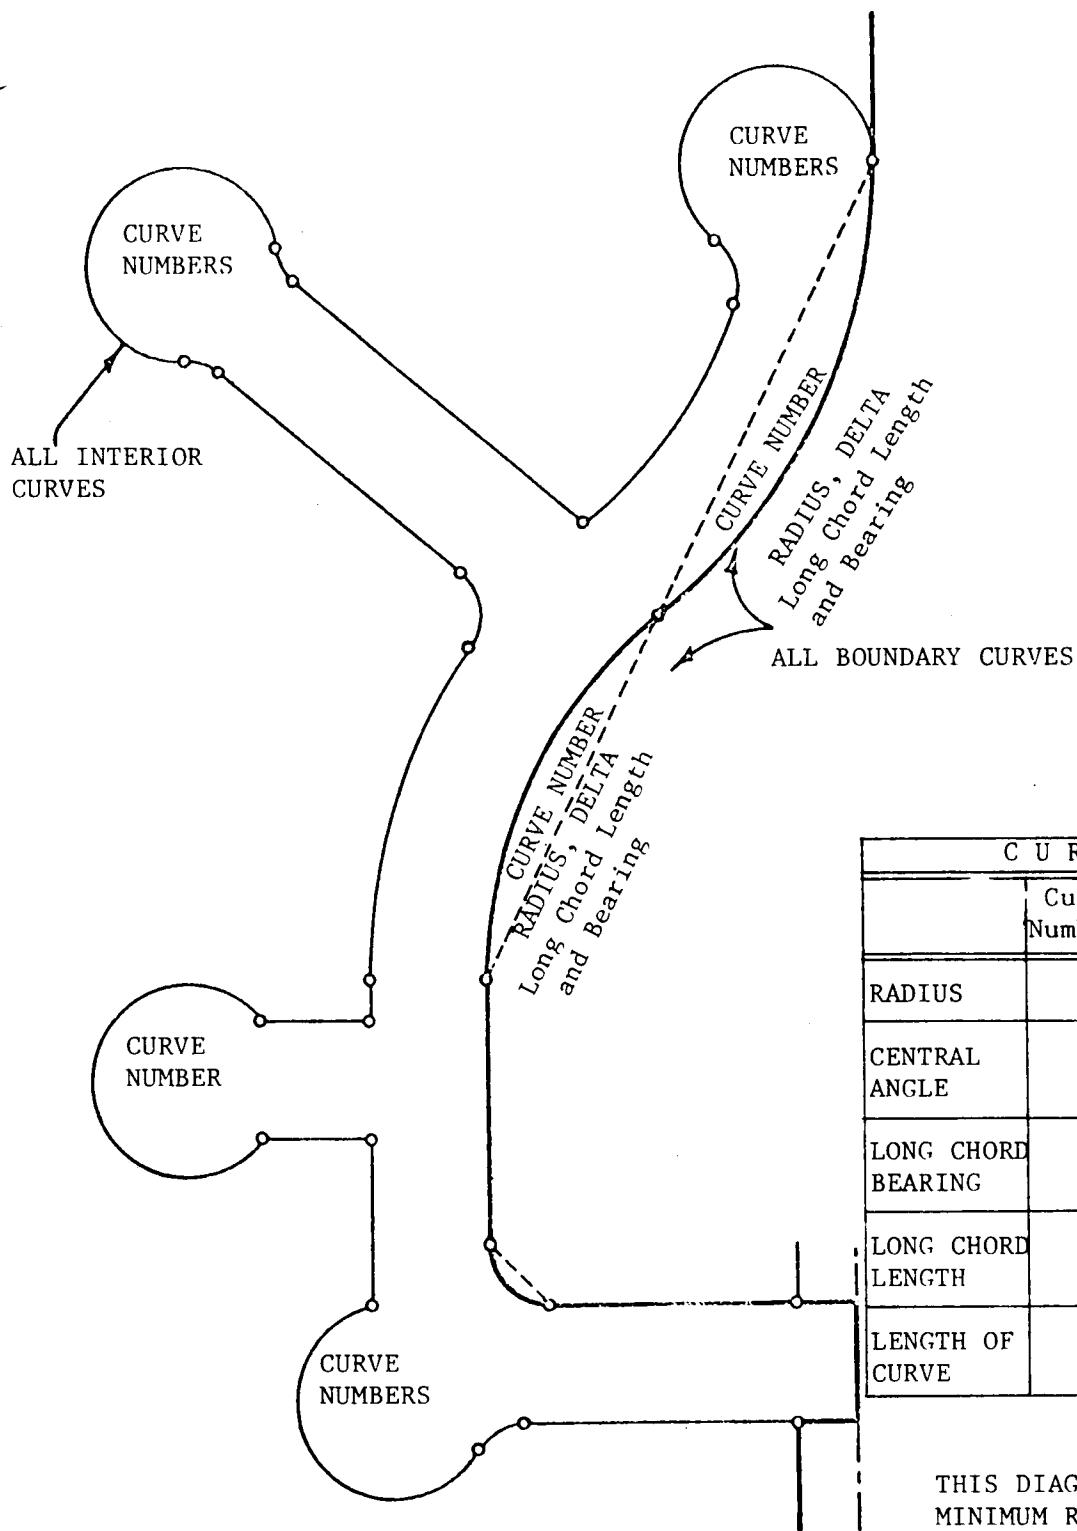 CURVE
NUMBERS
CURVE
NUMBERS
ALL INTERIOR
CURVES
CURVE NUMBER
RADIUS, DELTA
Long Chord Length
and Bearing
ALL BOUNDARY CURVES
CURVE NUMBER
RADIUS, DELTA
Long Chord Length
and Bearing
CURVE
NUMBER
CURVE
NUMBERS
C U R
Cu
Num
RADIUS
CENTRAL
ANGLE
LONG CHORD
BEARING
LONG CHORD
LENGTH
LENGTH OF
CURVE
THIS DIAG
MINIMUM R